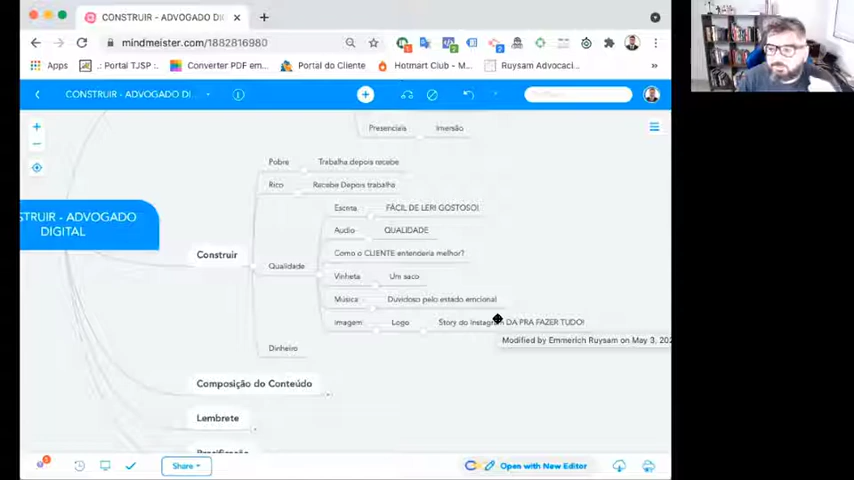 CONSTRUIR - ADVOGADO DI
mindmeister.com/1882816980
Apps
.: Portal TJSP :.
Converter PDF em...
Portal do Cliente
Hotmart Club - M...
Ruysam Advocaci...
CONSTRUIR - ADVOGADO DI...
Presenciais
Imersão
Pobre
Trabalha depois recebe
Rico
Recebe Depois trabalha
STRUIR - ADVOGADO
DIGITAL
Escrita
FÁCIL DE LER! GOSTOSO!
Audio
QUALIDADE
Construir
Como o CLIENTE entenderia melhor?
Qualidade
Vinheta
Um saco
Música
Duvidoso pelo estado emcional
Imagem
Logo
Story do Instagram DA PRA FAZER TUDO!
Modified by Emmerich Ruysam on May 3, 202
Dinheiro
Composição do Conteúdo
Lembrete
Share
Open with New Editor